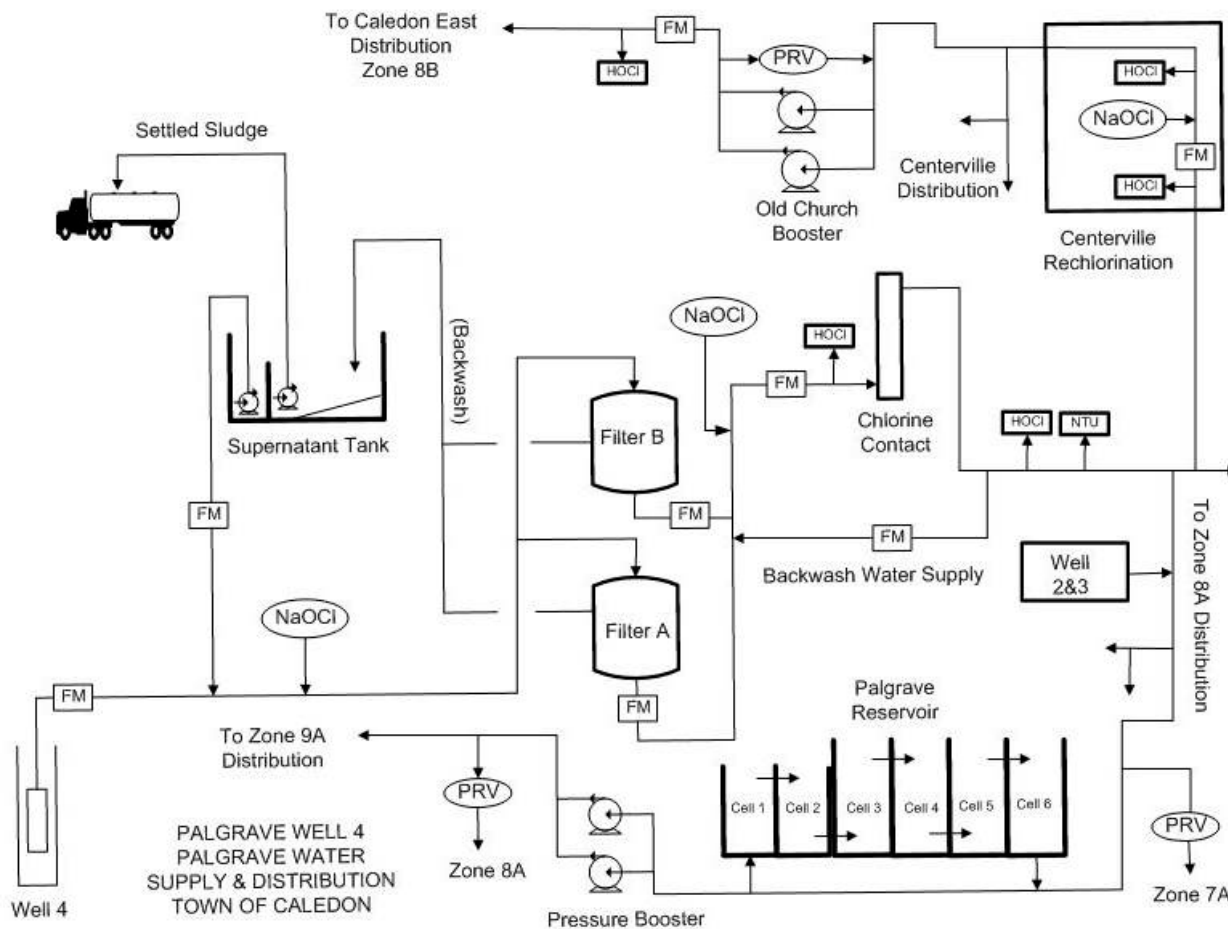 To Caledon East
Distribution
Zone 8B
FM
HOCl
PRV
Old Church
Booster
Centerville
Distribution
HOCl
NaOCl
FM
HOCl
Centerville
Rechlorination
Settled Sludge
Supernatant Tank
(Backwash)
FM
NaOCl
FM
Well 4
Filter B
FM
Filter A
FM
NaOCl
FM
HOCl
Chlorine
Contact
HOCl
NTU
FM
Backwash Water Supply
Well
2&3
To Zone 8A Distribution
To Zone 9A
Distribution
PRV
Zone 8A
Pressure Booster
Palgrave
Reservoir
Cell 1
Cell 2
Cell 3
Cell 4
Cell 5
Cell 6
PRV
Zone 7A
PALGRAVE WELL 4
PALGRAVE WATER
SUPPLY & DISTRIBUTION
TOWN OF CALEDON